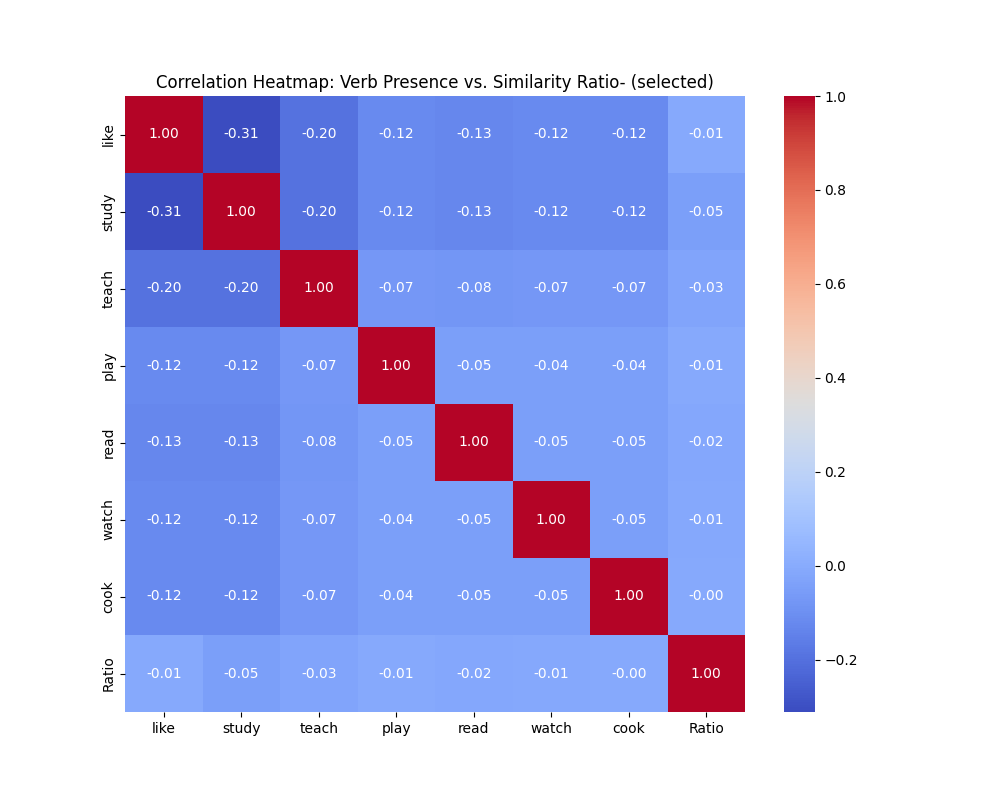 Correlation Heatmap: Verb Presence vs. Similarity Ratio- (selected)
like 1.00 -0.31 -0.20 -0.12 -0.13 -0.12 -0.12 -0.01
study -0.31 1.00 -0.20 -0.12 -0.13 -0.12 -0.12 -0.05
teach -0.20 -0.20 1.00 -0.07 -0.08 -0.07 -0.07 -0.03
play -0.12 -0.12 -0.07 1.00 -0.05 -0.04 -0.04 -0.01
read -0.13 -0.13 -0.08 -0.05 1.00 -0.05 -0.05 -0.02
watch -0.12 -0.12 -0.07 -0.04 -0.05 1.00 -0.05 -0.01
cook -0.12 -0.12 -0.07 -0.04 -0.05 -0.05 1.00 -0.00
Ratio -0.01 -0.05 -0.03 -0.01 -0.02 -0.01 -0.00 1.00
like study teach play read watch cook Ratio
1.0
0.8
0.6
0.4
0.2
0.0
−0.2